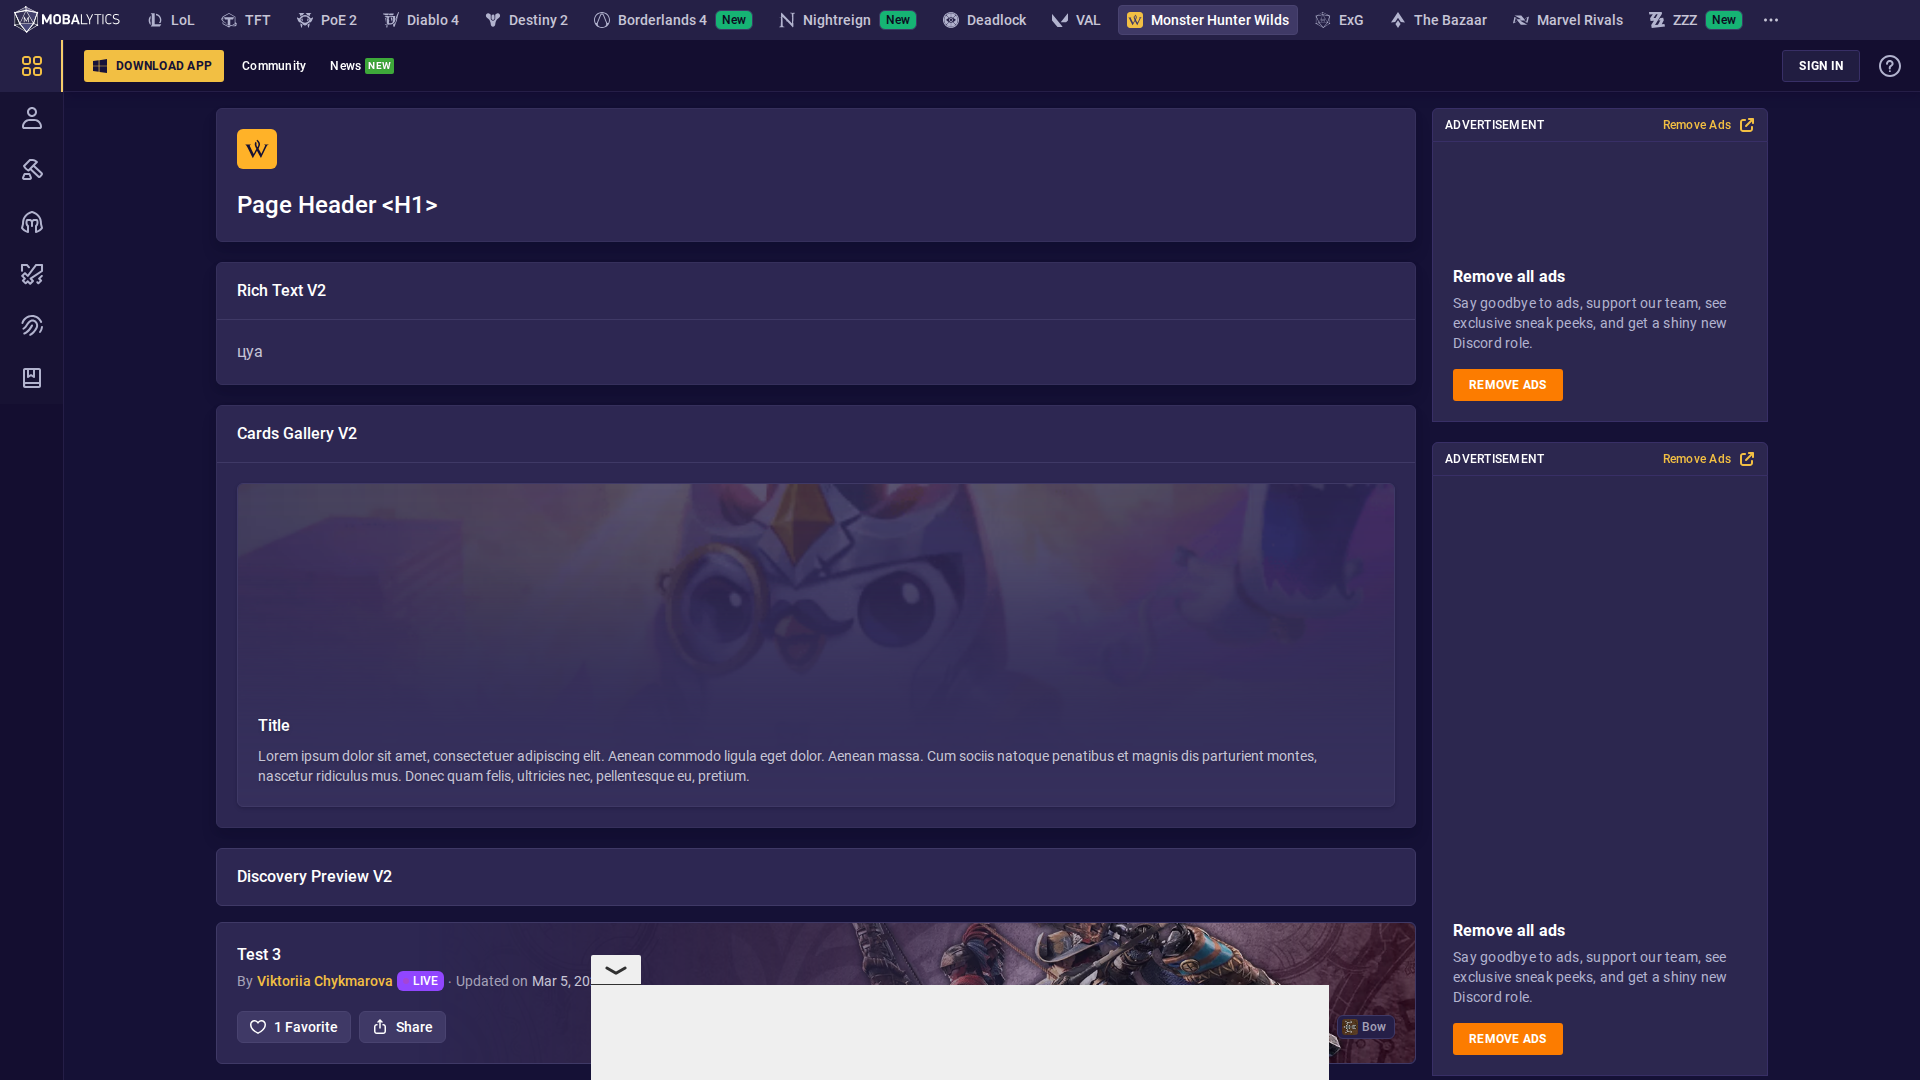 MOBALYTICS
LoL
TFT
PoE 2
Diablo 4
Destiny 2
Borderlands 4 New
Nightreign New
Deadlock
VAL
Monster Hunter Wilds
ExG
The Bazaar
Marvel Rivals
ZZZ New
DOWNLOAD APP
Community
News NEW
SIGN IN
Page Header <H1>
Rich Text V2
цуа
Cards Gallery V2
Title
Lorem ipsum dolor sit amet, consectetuer adipiscing elit. Aenean commodo ligula eget dolor. Aenean massa. Cum sociis natoque penatibus et magnis dis parturient montes,
nascetur ridiculus mus. Donec quam felis, ultricies nec, pellentesque eu, pretium.
Discovery Preview V2
Test 3
By Viktoriia Chykmarova LIVE · Updated on Mar 5,
1 Favorite
Share
Bow
ADVERTISEMENT
Remove Ads
Remove all ads
Say goodbye to ads, support our team, see
exclusive sneak peeks, and get a shiny new
Discord role.
REMOVE ADS
ADVERTISEMENT
Remove Ads
Remove all ads
Say goodbye to ads, support our team, see
exclusive sneak peeks, and get a shiny new
Discord role.
REMOVE ADS